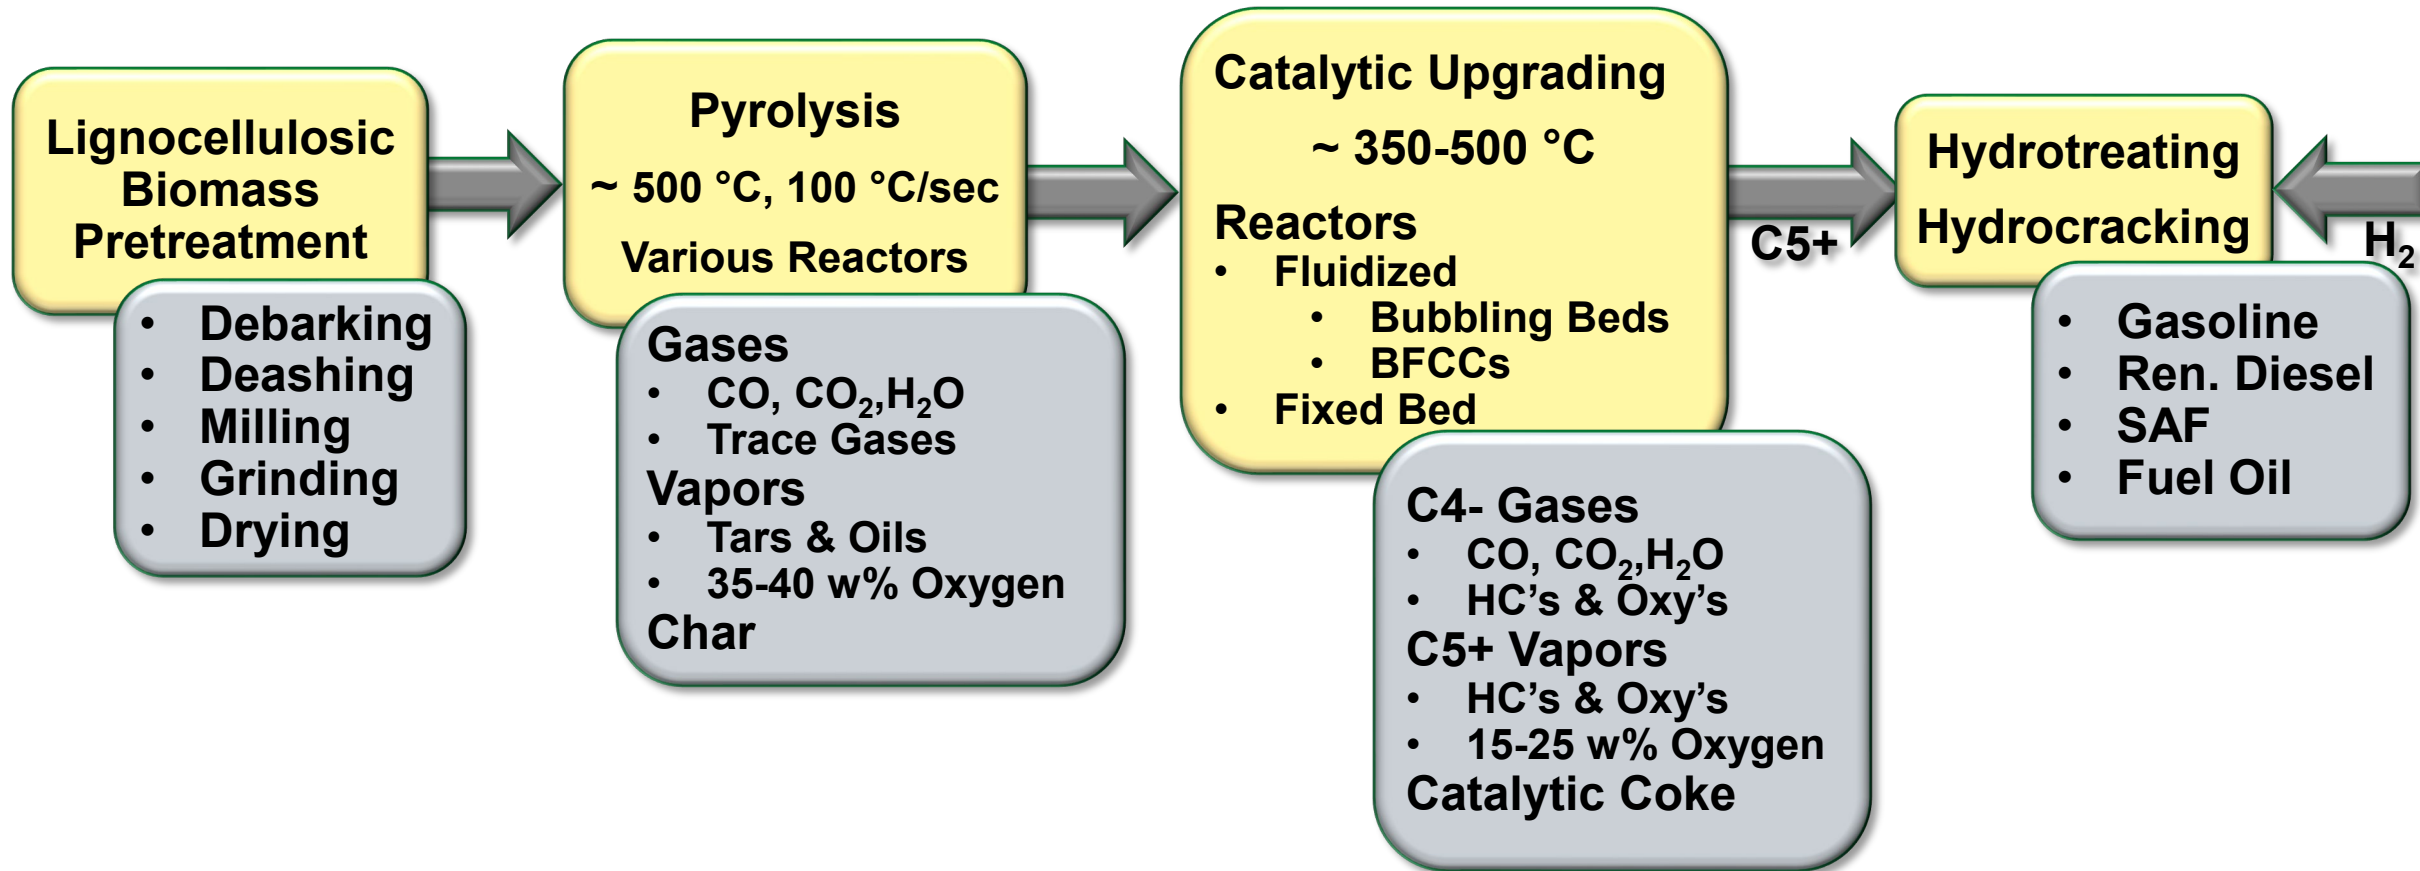 Lignocellulosic
Biomass
Pretreatment
• Debarking
• Deashing
• Milling
• Grinding
• Drying
Pyrolysis
~ 500 °C, 100 °C/sec
Various Reactors
Gases
• CO, CO₂,H₂O
• Trace Gases
Vapors
• Tars & Oils
• 35-40 w% Oxygen
Char
Catalytic Upgrading
~ 350-500 °C
Reactors
• Fluidized
• Bubbling Beds
• BFCCs
• Fixed Bed
C4- Gases
• CO, CO₂,H₂O
• HC’s & Oxy’s
C5+ Vapors
• HC’s & Oxy’s
• 15-25 w% Oxygen
Catalytic Coke
C5+
Hydrotreating
Hydrocracking
H₂
• Gasoline
• Ren. Diesel
• SAF
• Fuel Oil